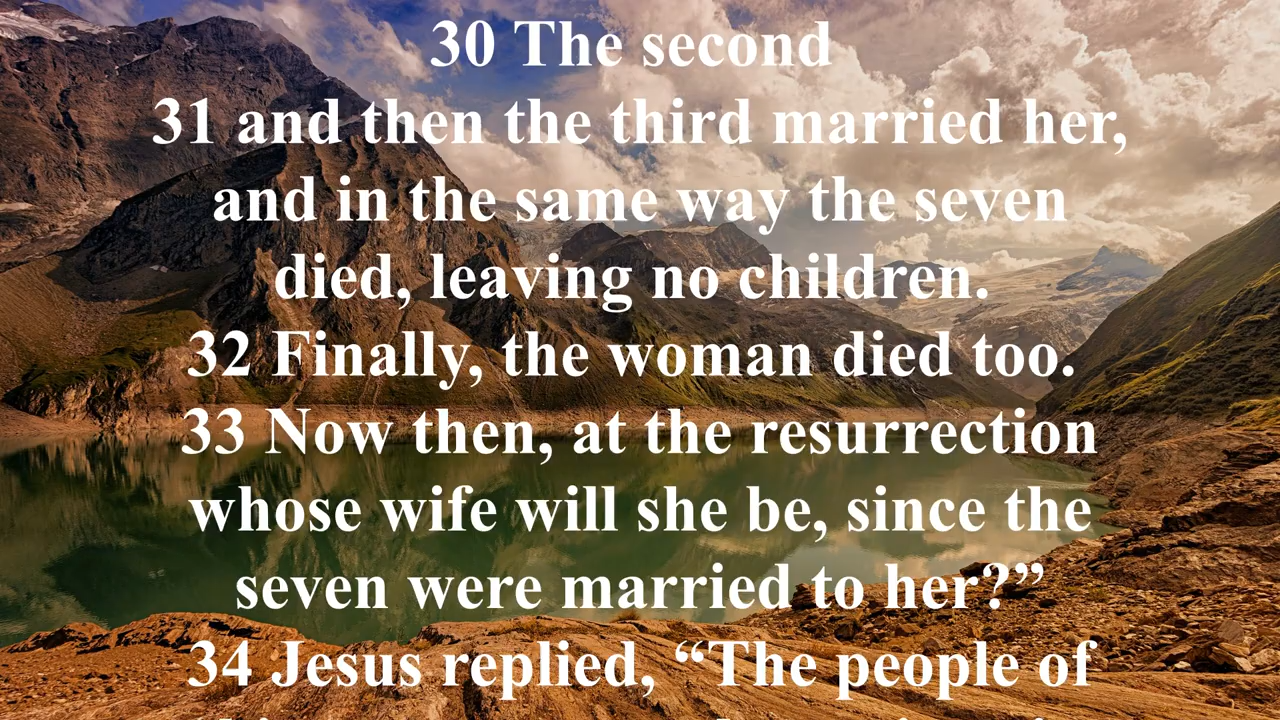 30 The second
31 and then the third married her,
and in the same way the seven
died, leaving no children.
32 Finally, the woman died too.
33 Now then, at the resurrection
whose wife will she be, since the
seven were married to her?”
34 Jesus replied, “The people of